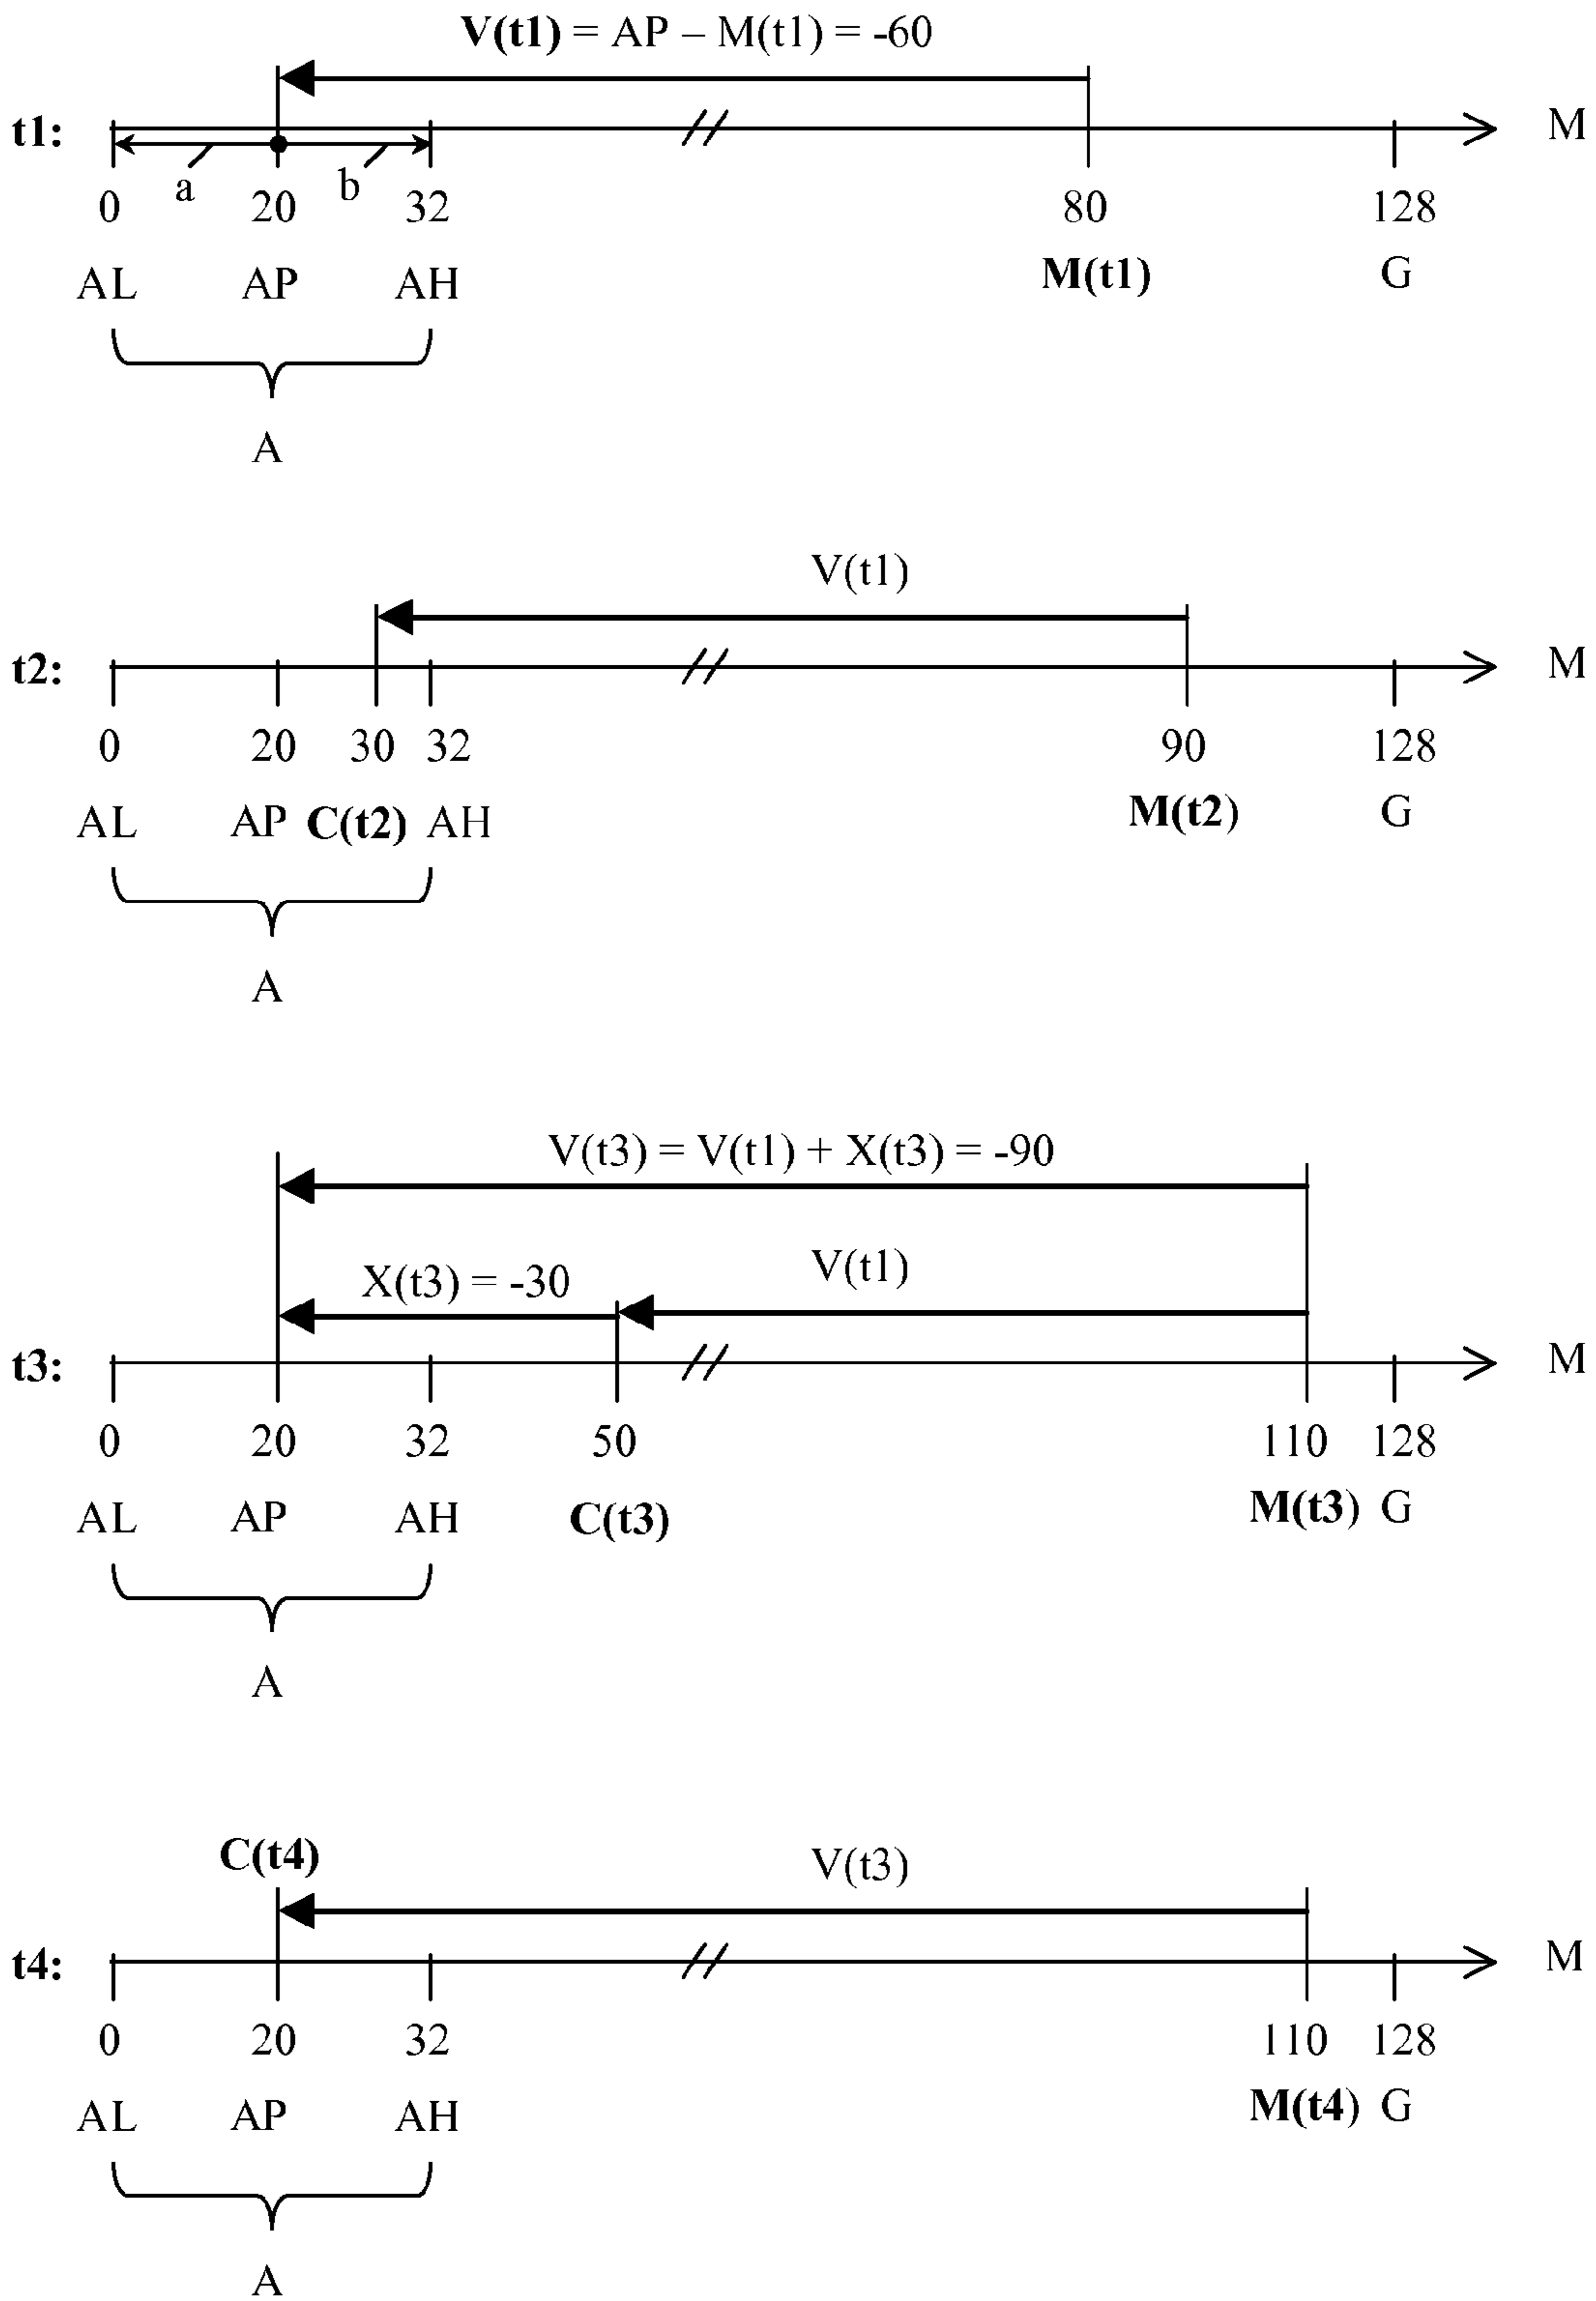 V(t1) = AP – M(t1) = -60
t1: M
a b
0 20 32 80 128
AL AP AH M(t1) G
A
V(t1)
t2: M
0 20 30 32 90 128
AL AP C(t2) AH M(t2) G
A
V(t3) = V(t1) + X(t3) = -90
X(t3) = -30 V(t1)
t3: M
0 20 32 50 110 128
AL AP AH C(t3) M(t3) G
A
C(t4) V(t3)
t4: M
0 20 32 110 128
AL AP AH M(t4) G
A